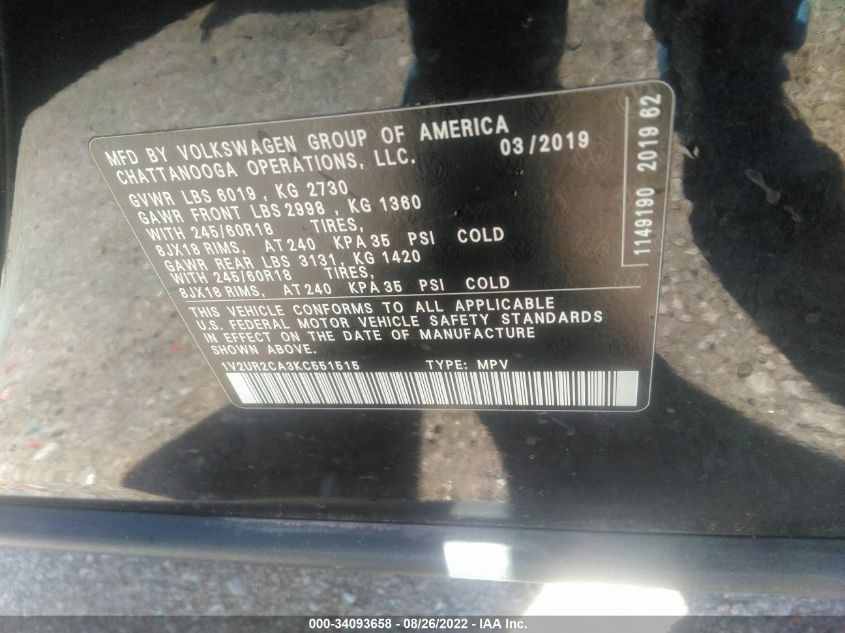 MFD BY VOLKSWAGEN GROUP OF AMERICA
CHATTANOOGA OPERATIONS, LLC. 03/2019
GVWR LBS 6019 , KG 2730
GAWR FRONT LBS 2998 , KG 1360
WITH 245/60R18 TIRES,
8JX18 RIMS, AT 240 KPA 35 PSI COLD
GAWR REAR LBS 3131, KG 1420
WITH 245/60R18 TIRES,
8JX18 RIMS, AT 240 KPA 35 PSI COLD
THIS VEHICLE CONFORMS TO ALL APPLICABLE
U.S. FEDERAL MOTOR VEHICLE SAFETY STANDARDS
IN EFFECT ON THE DATE OF MANUFACTURE
SHOWN ABOVE.
1V2UR2CA3KC551515 TYPE: MPV
1149190 2019 62
000-34093658 - 08/26/2022 - IAA Inc.